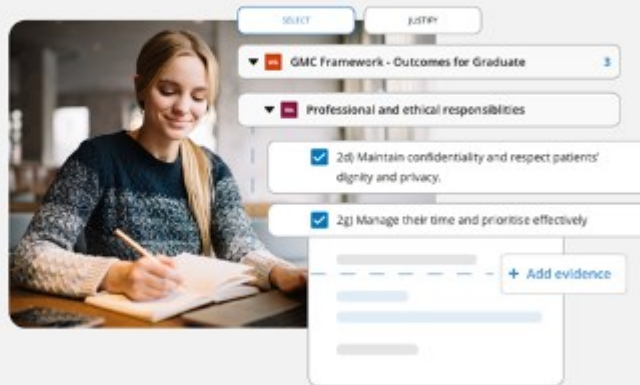 SELECT
JUSTIFY
GMC Framework - Outcomes for Graduate 3
Professional and ethical responsiblities
2d) Maintain confidentiality and respect patients'
dignity and privacy.
2g) Manage their time and prioritise effectively
+ Add evidence